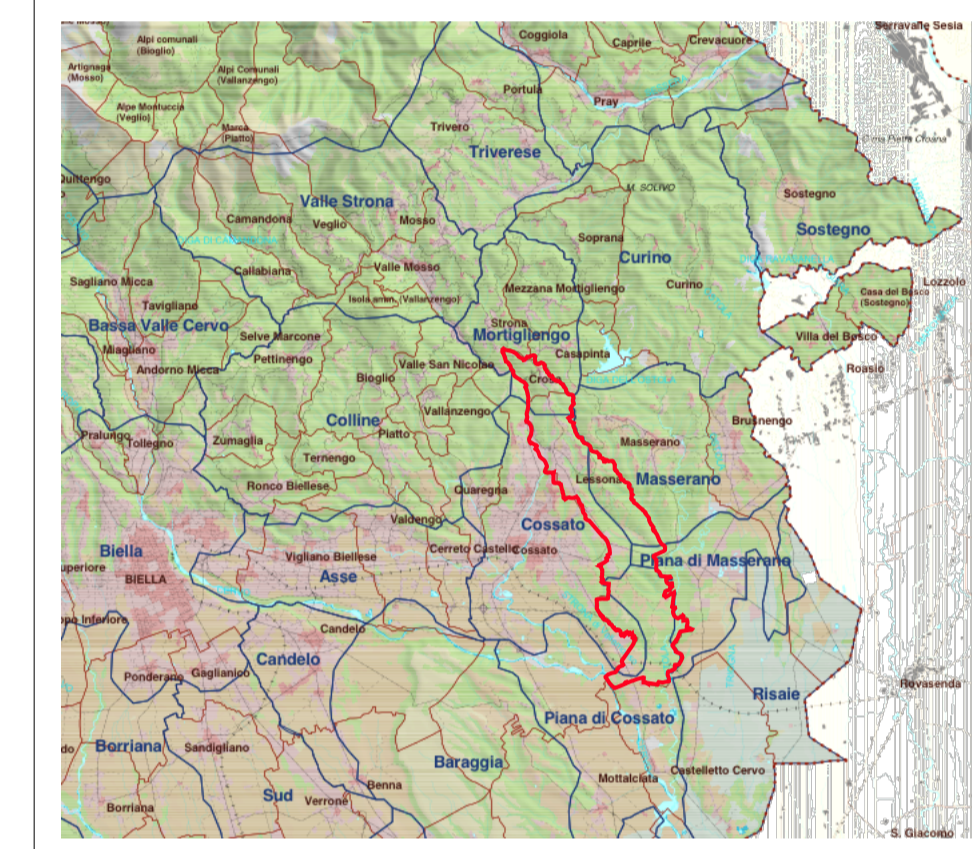 Serravalle Sesia
Coggiola
Caprile
Crevacuore
Alpi comunali
(Bioglio)
Artignaga
(Mosso)
Alpi Comunali
(Vallanzengo)
Portula
Pray
Alpe Montuccia
(Veglio)
Marca
(Piatto)
Trivero
Triverese
Cima Pietra Croana
M. SOLIVO
Valle Strona
Sostegno
Sostegno
Camandona
Veglio
Mosso
Soprana
Curino
Callabiana
Valle Mosso
Sagliano Micca
Mezzana Mortigliengo
Curino
Lozzolo
Casa del Bosco
(Sostegno)
Isola amm. (Vallanzengo)
Tavigliano
Bassa Valle Cervo
Selve Marcone
Strona
Mortigliengo
Villa del Bosco
Miagliano
Pettinengo
Casapinta
Andorno Micca
Valle San Nicolao
Roasio
Bioglio
Crosa
Vallanzengo
Colline
Brusnengo
Pralungo
Tollegno
Zumaglia
Piatto
Masserano
Ternengo
Lessona
Masserano
Ronco Biellese
Quaregna
Valdengo
Cossato
Biella
Vigliano Biellese
Cerreto Castello
Cossato
Piana di Masserano
BIELLA
Asse
Candelo
Candelo
Ponderano
Gaglianico
Rovasenda
Risaie
Piana di Cossato
Borriana
Sandigliano
Baraggia
Benna
Mottalciata
Castelletto Cervo
Sud
Verrone
Borriana
S. Giacomo